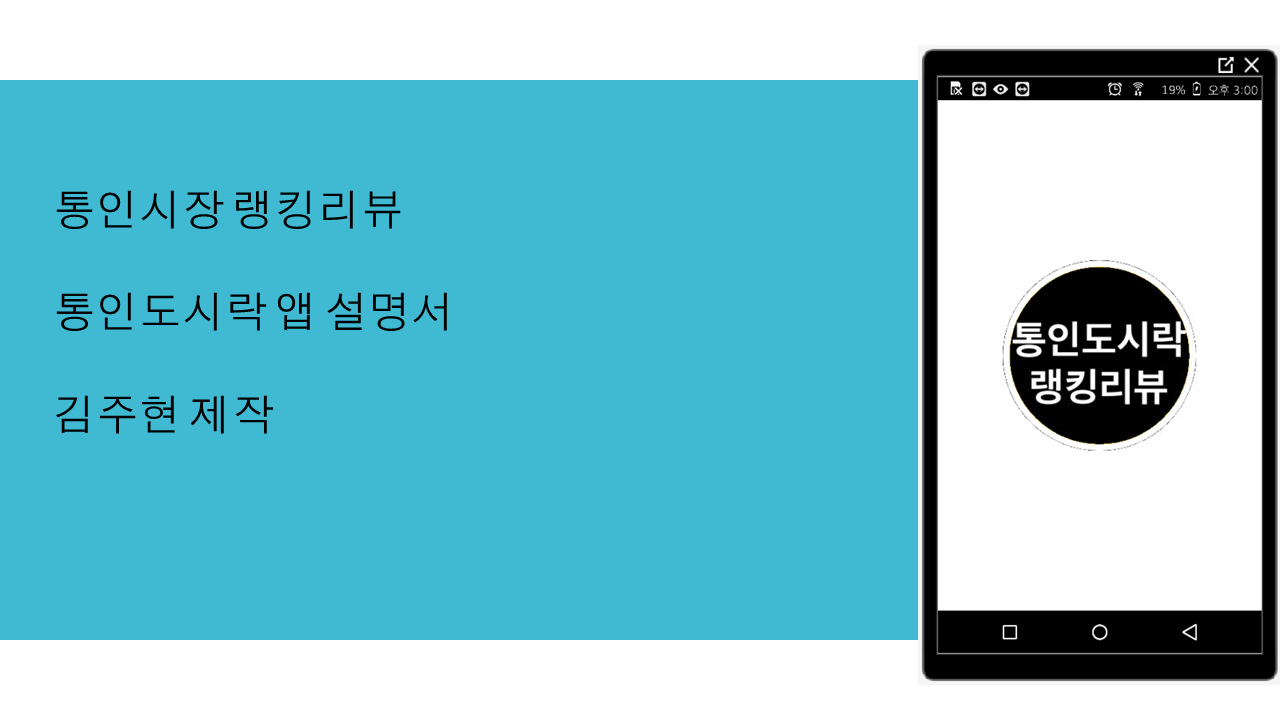 통인시장 랭킹리뷰
통인도시락 앱 설명서
김주현 제작
19% 오후 3:00
통인도시락
랭킹리뷰